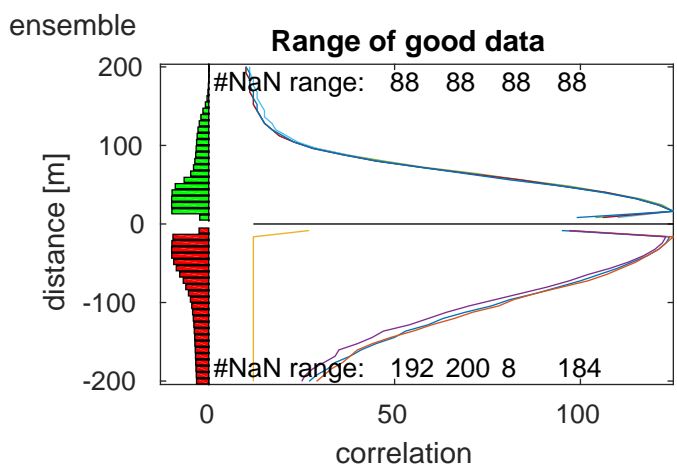 ensemble
Range of good data
#NaN range: 88 88 88 88
200
100
0
-100
-200
distance [m]
#NaN range: 192 200 8 184
0 50 100
correlation